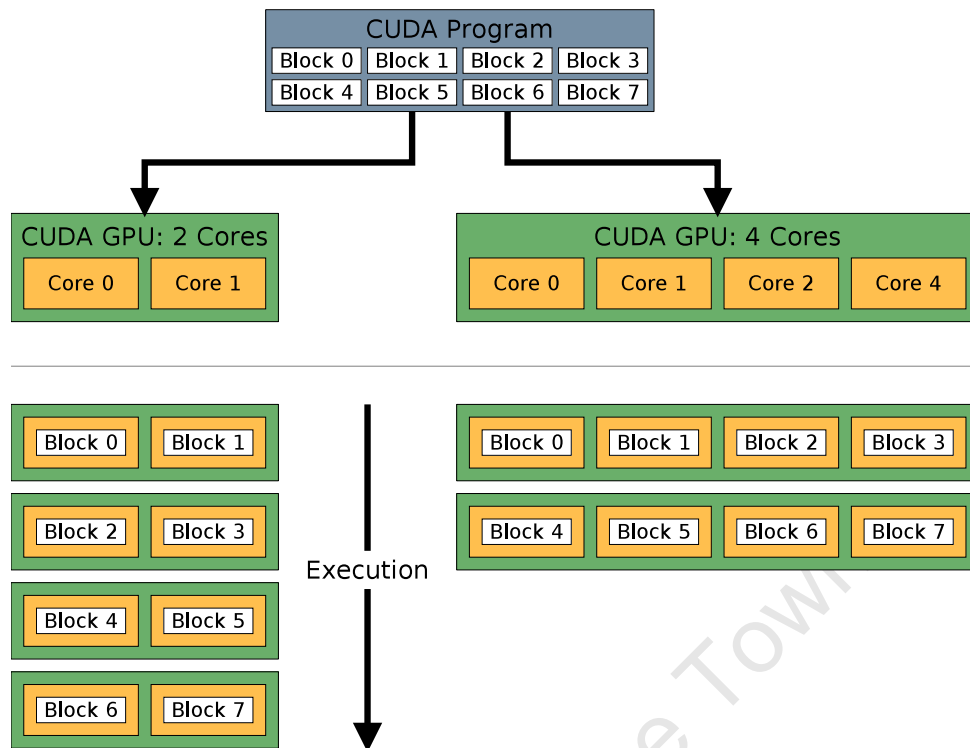 CUDA Program
Block 0 Block 1 Block 2 Block 3
Block 4 Block 5 Block 6 Block 7
CUDA GPU: 2 Cores
Core 0 Core 1
CUDA GPU: 4 Cores
Core 0 Core 1 Core 2 Core 4
Block 0 Block 1
Block 2 Block 3
Block 4 Block 5
Block 6 Block 7
Execution
Block 0 Block 1 Block 2 Block 3
Block 4 Block 5 Block 6 Block 7